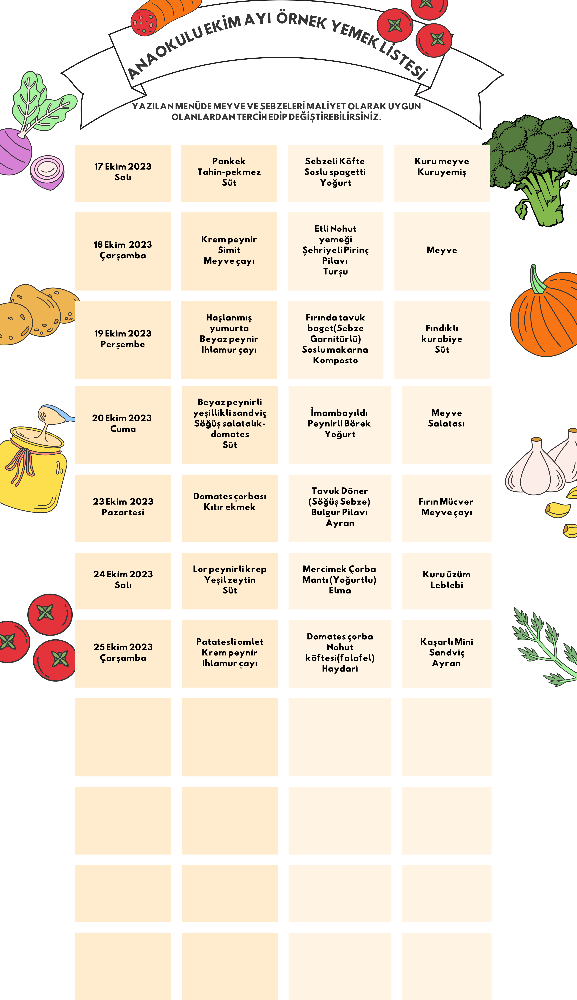 ANAOKULU EKİM AYI ÖRNEK YEMEK LİSTESİ
YAZILAN MENÜDE MEYVE VE SEBZELERİ MALİYET OLARAK UYGUN
OLANLARDAN TERCİH EDİP DEĞİŞTİREBİLİRSİNİZ.
17 Ekim 2023
Salı
Pankek
Tahin-pekmez
Süt
Sebzeli Köfte
Soslu spagetti
Yoğurt
Kuru meyve
Kuruyemiş
18 Ekim 2023
Çarşamba
Krem peynir
Simit
Meyve çayı
Etli Nohut
yemeği
Şehriyeli Pirinç
Pilavı
Turşu
Meyve
19 Ekim 2023
Perşembe
Haşlanmış
yumurta
Beyaz peynir
Ihlamur çayı
Fırında tavuk
baget(Sebze
Garnitürlü)
Soslu makarna
Komposto
Fındıklı
kurabiye
Süt
20 Ekim 2023
Cuma
Beyaz peynirli
yeşillikli sandviç
Söğüş salatalık-
domates
Süt
İmambayıldı
Peynirli Börek
Yoğurt
Meyve
Salatası
23 Ekim 2023
Pazartesi
Domates çorbası
Kıtır ekmek
Tavuk Döner
(Söğüş Sebze)
Bulgur Pilavı
Ayran
Fırın Mücver
Meyve çayı
24 Ekim 2023
Salı
Lor peynirli krep
Yeşil zeytin
Süt
Mercimek Çorba
Mantı (Yoğurtlu)
Elma
Kuru üzüm
Leblebi
25 Ekim 2023
Çarşamba
Patatesli omlet
Krem peynir
Ihlamur çayı
Domates çorba
Nohut
köftesi(falafel)
Haydari
Kaşarlı Mini
Sandviç
Ayran